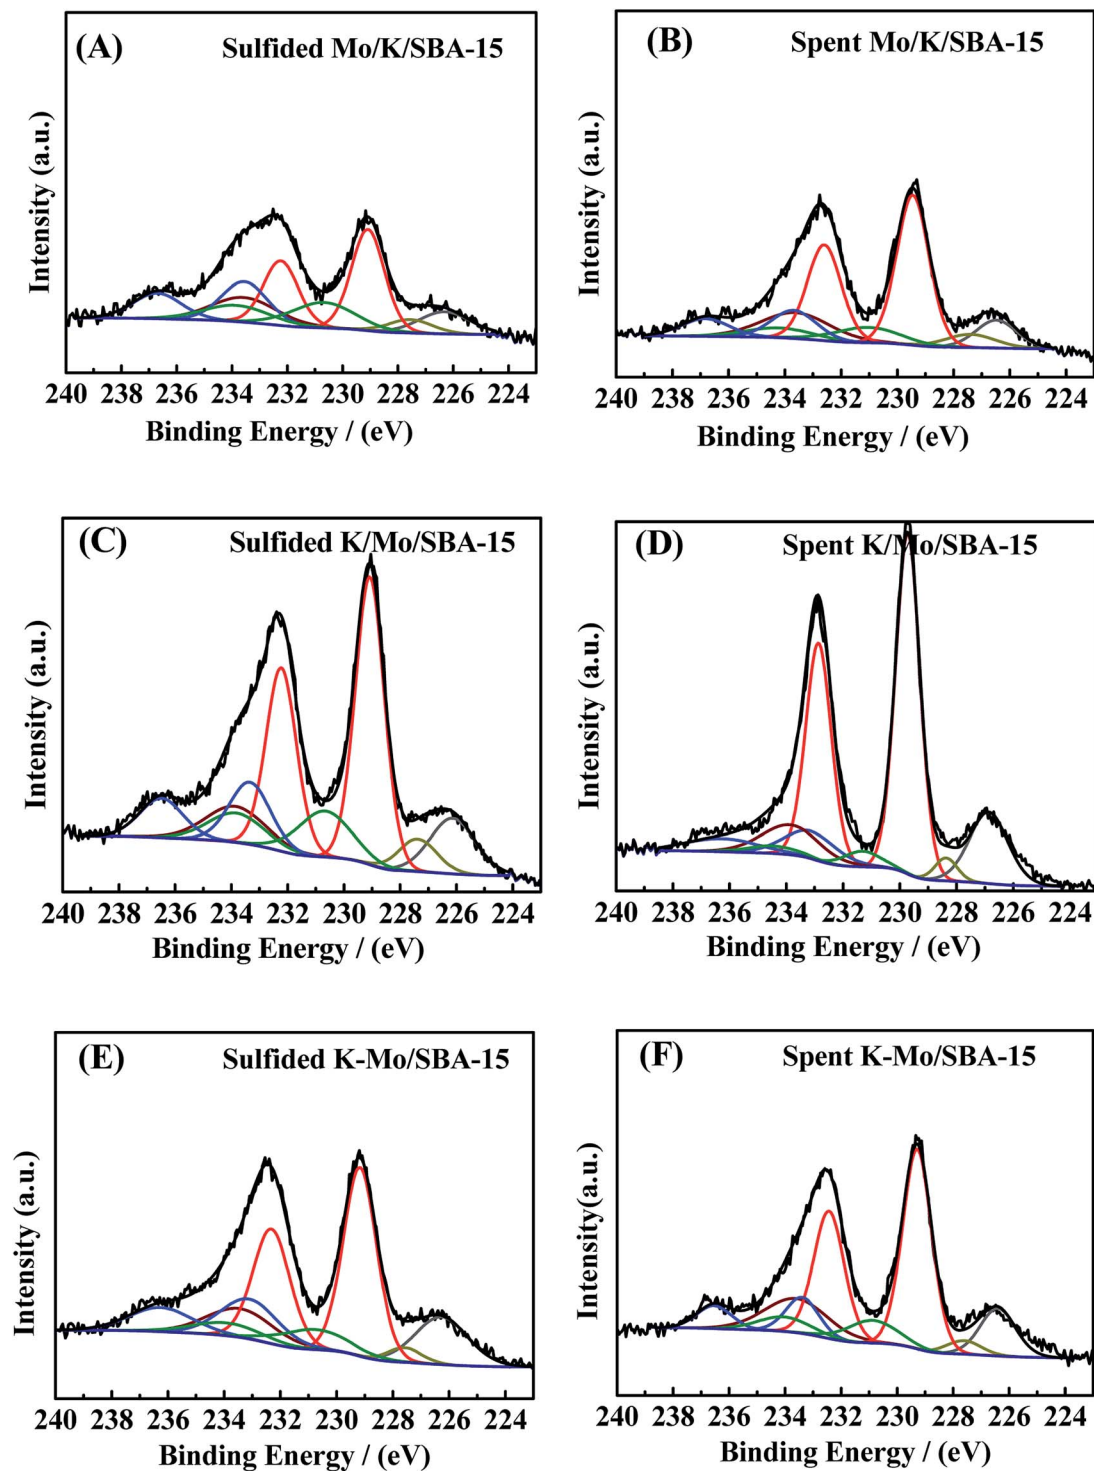 (A) Sulfided Mo/K/SBA-15
Intensity (a.u.)
240 238 236 234 232 230 228 226 224
Binding Energy / (eV)
(B) Spent Mo/K/SBA-15
Intensity (a.u.)
240 238 236 234 232 230 228 226 224
Binding Energy / (eV)
(C) Sulfided K/Mo/SBA-15
Intensity (a.u.)
240 238 236 234 232 230 228 226 224
Binding Energy / (eV)
(D) Spent K/Mo/SBA-15
Intensity (a.u.)
240 238 236 234 232 230 228 226 224
Binding Energy / (eV)
(E) Sulfided K-Mo/SBA-15
Intensity (a.u.)
240 238 236 234 232 230 228 226 224
Binding Energy / (eV)
(F) Spent K-Mo/SBA-15
Intensity(a.u.)
240 238 236 234 232 230 228 226 224
Binding Energy / (eV)